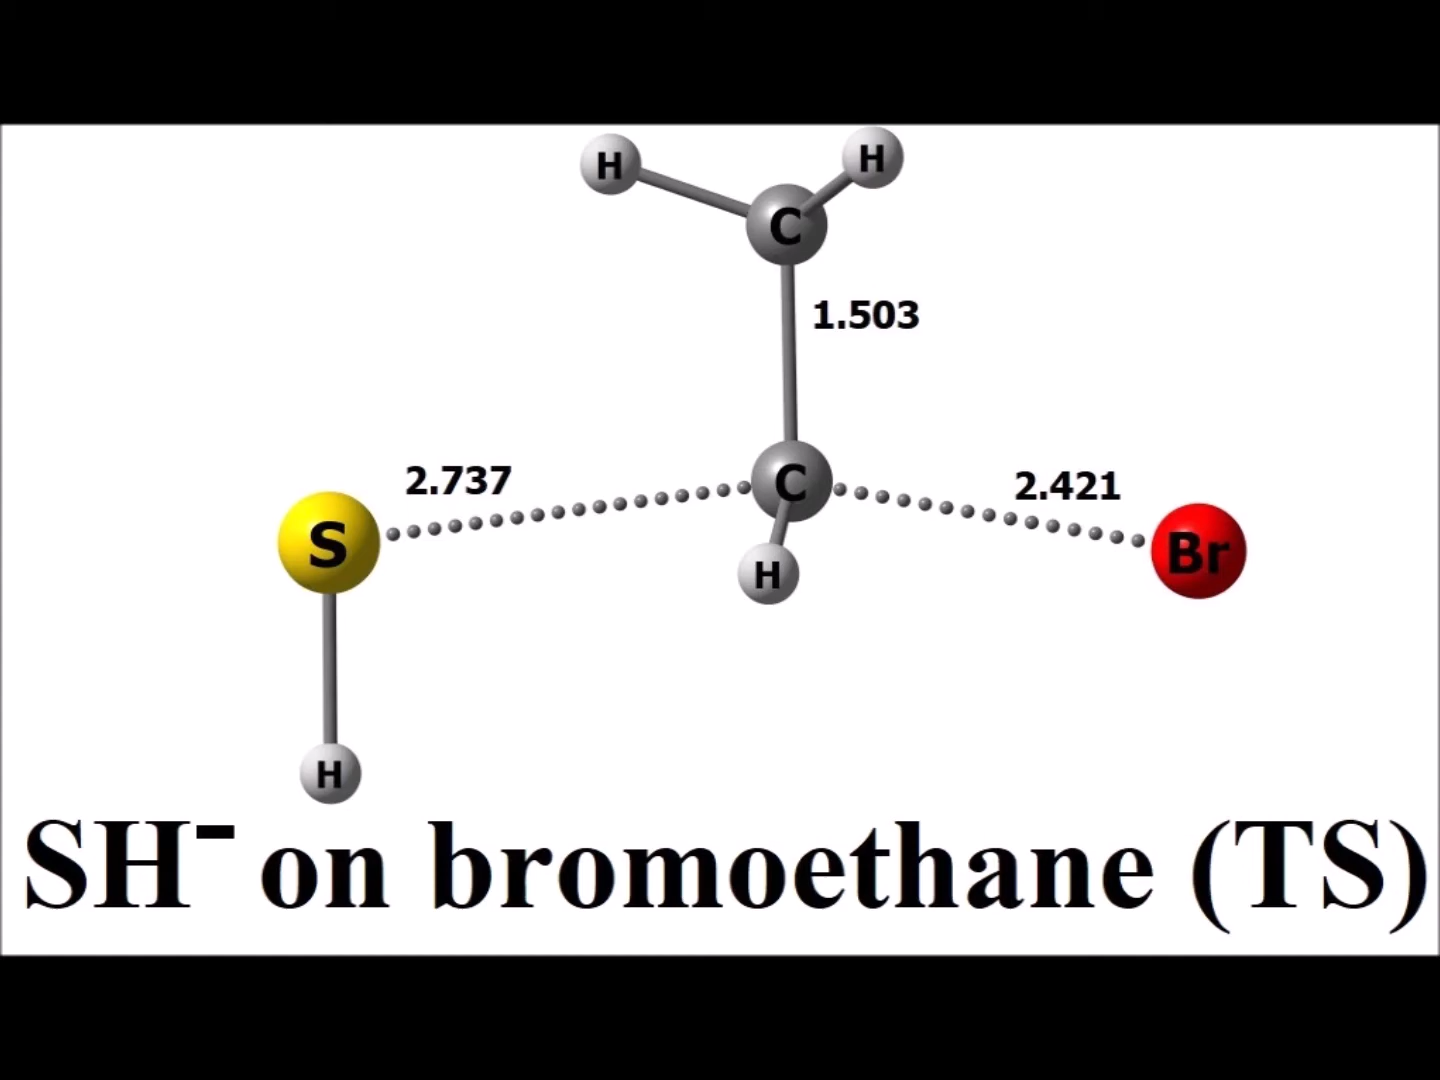 H H
C
1.503
C
2.737 2.421
S Br
H
H
SH⁻ on bromoethane (TS)